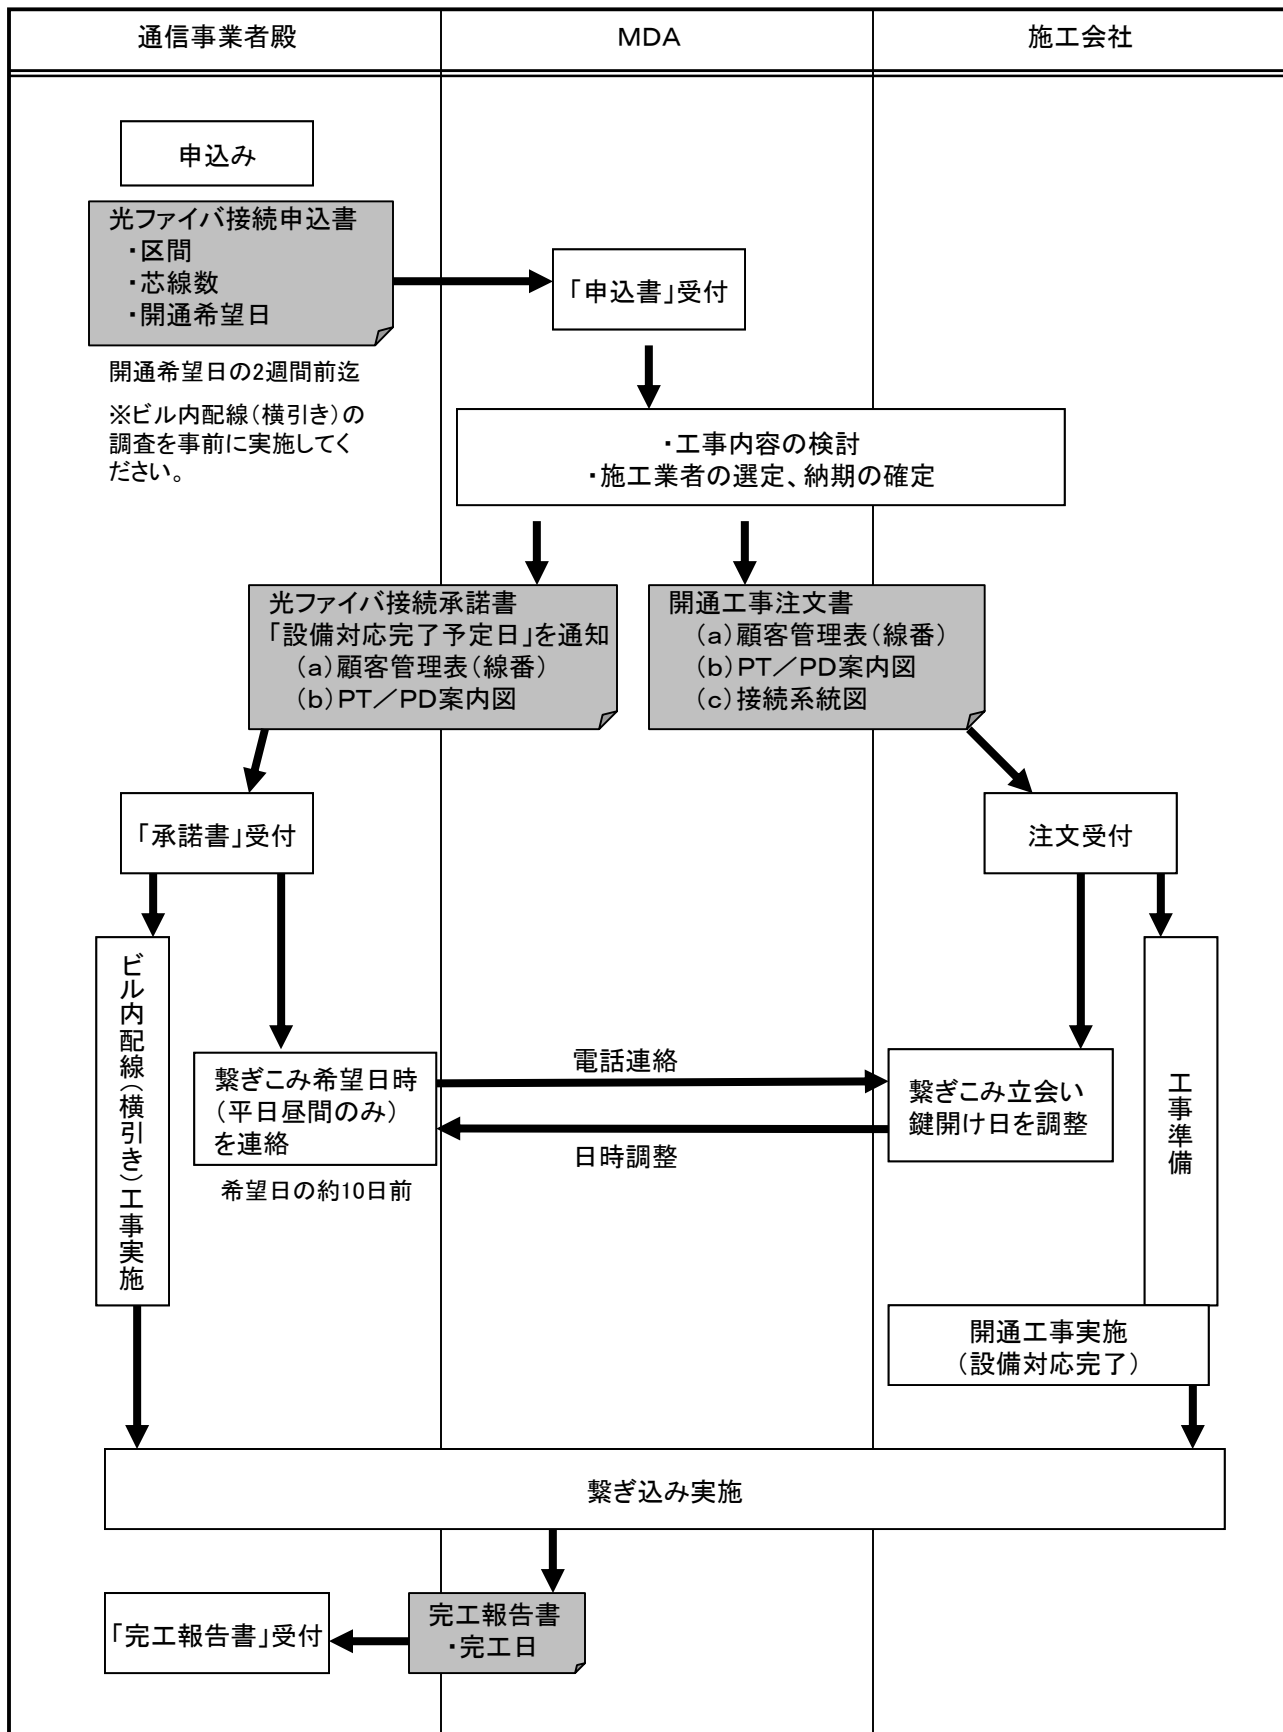 通信事業者殿
MDA
施工会社
申込み
光ファイバ接続申込書
・区間
・芯線数
・開通希望日
「申込書」受付
開通希望日の2週間前迄
※ビル内配線（横引き）の
調査を事前に実施してく
ださい。
・工事内容の検討
・施工業者の選定、納期の確定
光ファイバ接続承諾書
「設備対応完了予定日」を通知
（a）顧客管理表（線番）
（b）PT／PD案内図
開通工事注文書
（a）顧客管理表（線番）
（b）PT／PD案内図
（c）接続系統図
「承諾書」受付
注文受付
ビル内配線（横引き）工事実施
繋ぎこみ希望日時
（平日昼間のみ）
を連絡
希望日の約10日前
電話連絡
日時調整
繋ぎこみ立会い
鍵開け日を調整
工事準備
開通工事実施
（設備対応完了）
繋ぎ込み実施
「完工報告書」受付
完工報告書
・完工日